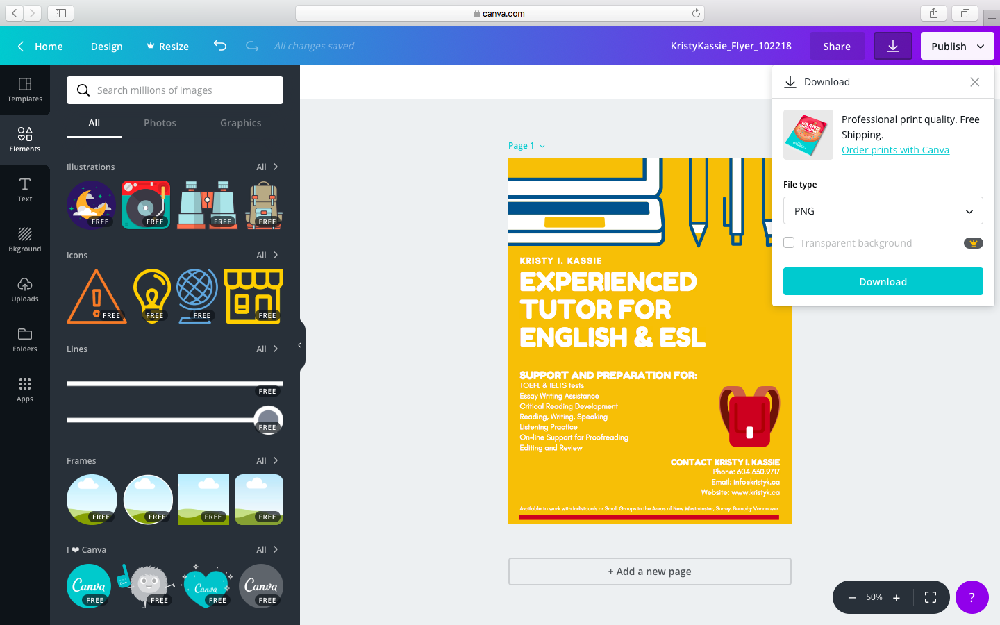 canva.com
Home
Design
Resize
All changes saved
KristyKassie_Flyer_102218
Share
Publish
Templates
Elements
Text
Bkground
Uploads
Folders
Apps
Search millions of images
All
Photos
Graphics
Illustrations
All
FREE
FREE
FREE
FREE
Icons
All
FREE
FREE
FREE
FREE
Lines
All
FREE
FREE
Frames
All
FREE
FREE
FREE
FREE
I ❤ Canva
All
Canva
Canva
Canva
FREE
FREE
FREE
FREE
Page 1
KRISTY I. KASSIE
EXPERIENCED
TUTOR FOR
ENGLISH & ESL
SUPPORT AND PREPARATION FOR:
TOEFL & IELTS tests
Essay Writing Assistance
Critical Reading Development
Reading, Writing, Speaking
Listening Practice
On-line Support for Proofreading
Editing and Review
CONTACT KRISTY I. KASSIE
Phone: 604.630.9717
Email: info@kristyk.ca
Website: www.kristyk.ca
Available to work with Individuals or Small Groups in the Areas of New Westminster, Surrey, Burnaby Vancouver
+ Add a new page
Download
GRAND
OPENING
Professional print quality. Free
Shipping.
Order prints with Canva
File type
PNG
Transparent background
Download
− 50% +
?